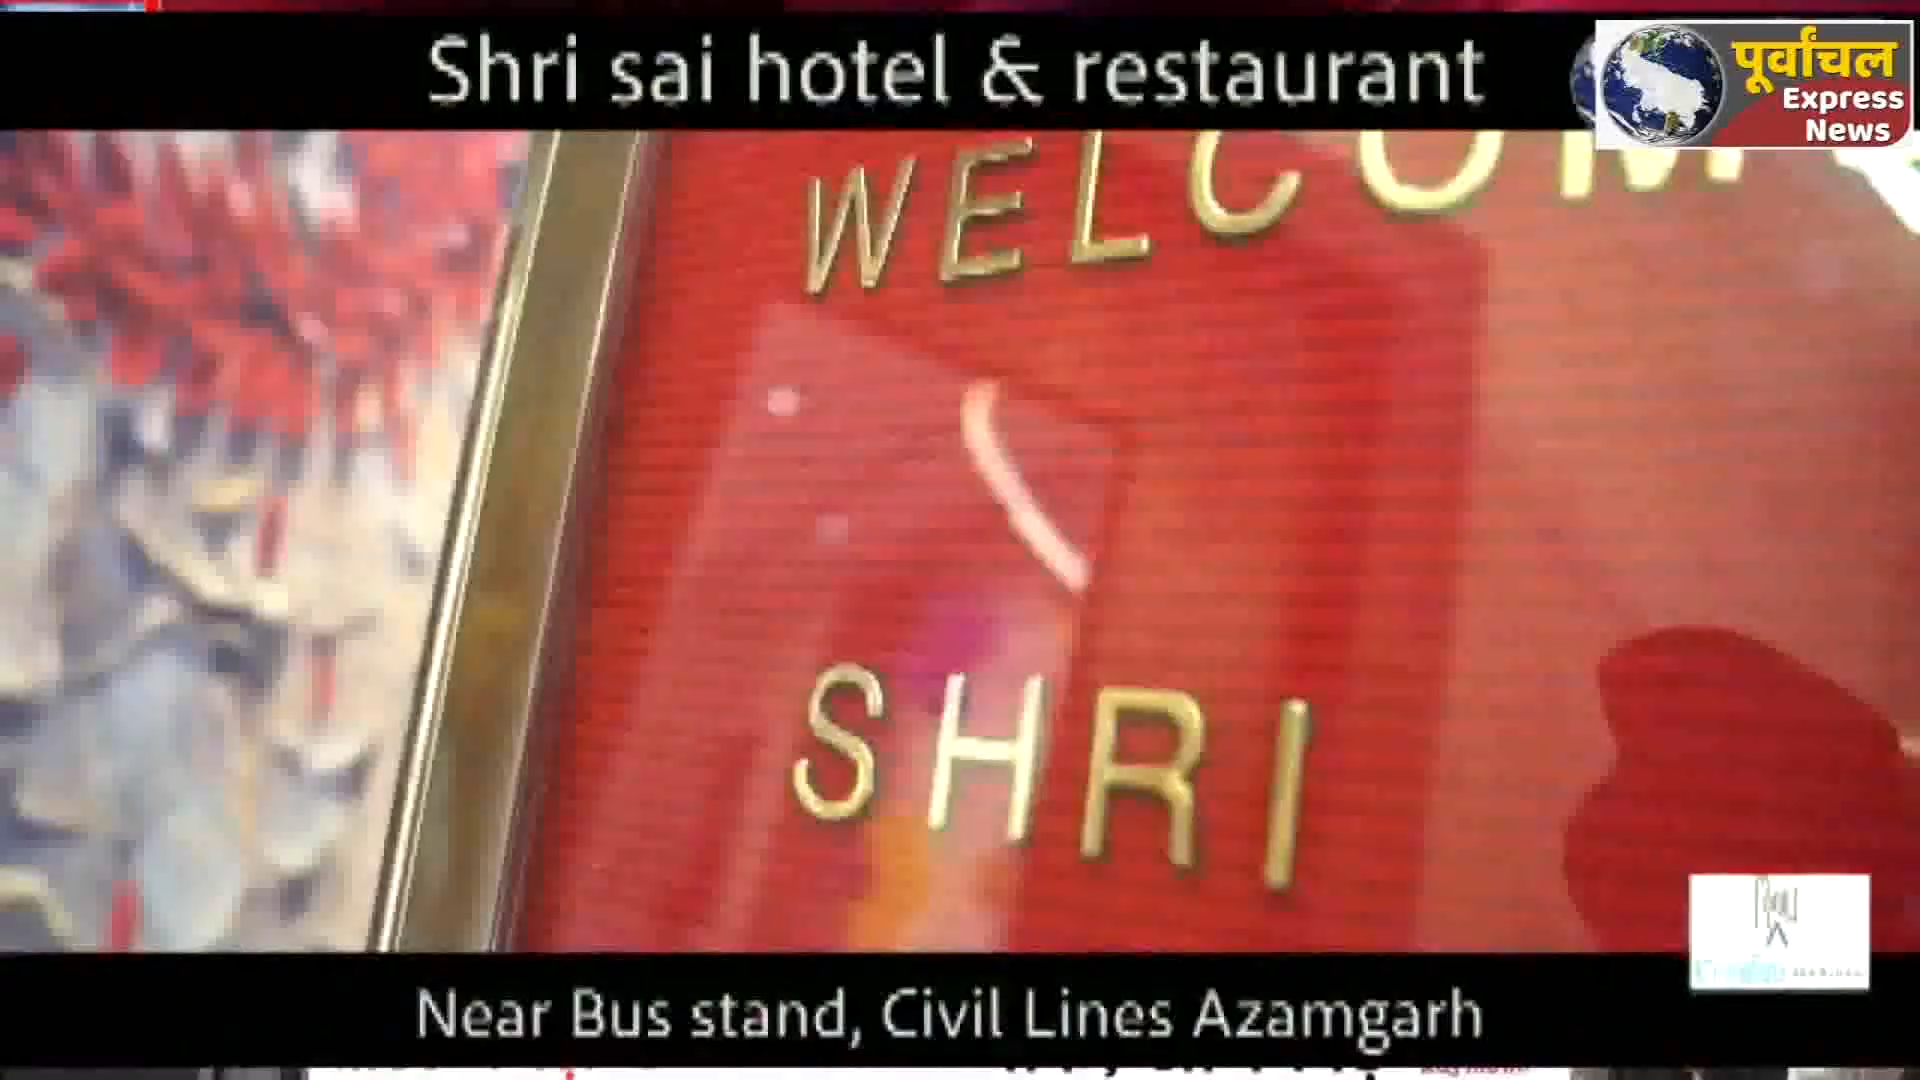 Shri sai hotel & restaurant
पूर्वांचल
Express
News
WELCOM
SHRI
Near Bus stand, Civil Lines Azamgarh